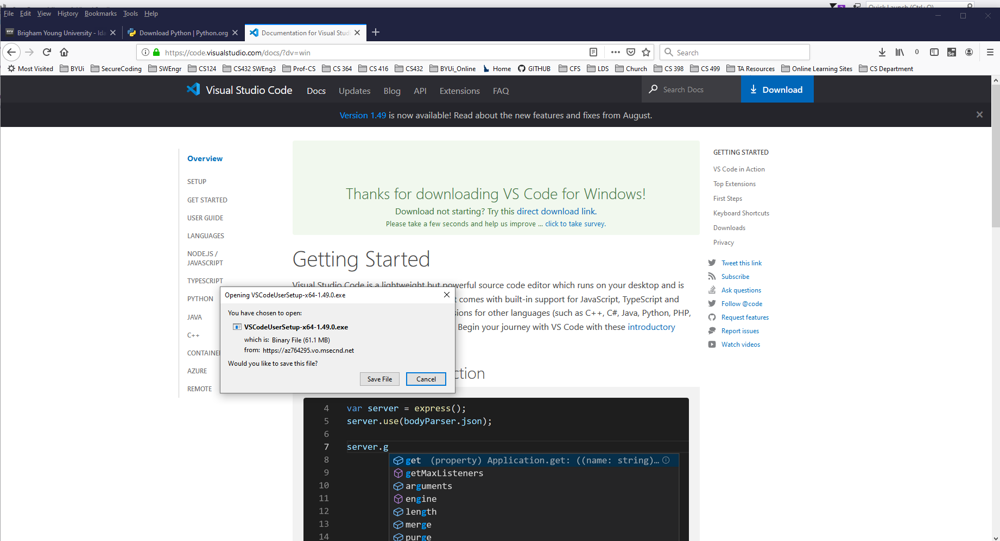 Quick Launch (Ctrl+Q)
File Edit View History Bookmarks Tools Help
Brigham Young University - Ida
Download Python | Python.org
Documentation for Visual Studi
https://code.visualstudio.com/docs/?dv=win
Search
0
Se
Most Visited BYUi SecureCoding SWEngr CS124 CS432 SWEng3 Prof-CS CS 364 CS 416 CS432 BYUi_Online Home GITHUB CFS LDS Church CS 398 CS 499 TA Resources Online Learning Sites CS Department
Visual Studio Code Docs Updates Blog API Extensions FAQ Search Docs Download
Version 1.49 is now available! Read about the new features and fixes from August.
Overview
SETUP
GET STARTED
USER GUIDE
LANGUAGES
NODE.JS /
JAVASCRIPT
TYPESCRIPT
PYTHON
JAVA
C++
CONTAINE
AZURE
REMOTE
Thanks for downloading VS Code for Windows!
Download not starting? Try this direct download link.
Please take a few seconds and help us improve ... click to take survey.
Getting Started
Visual Studio Code is a lightweight but powerful source code editor which runs on your desktop and is
t comes with built-in support for JavaScript, TypeScript and
sions for other languages (such as C++, C#, Java, Python, PHP,
Begin your journey with VS Code with these introductory
ction
Opening VSCodeUserSetup-x64-1.49.0.exe
You have chosen to open:
VSCodeUserSetup-x64-1.49.0.exe
which is: Binary File (61.1 MB)
from: https://az764295.vo.msecnd.net
Would you like to save this file?
Save File Cancel
4 var server = express();
5 server.use(bodyParser.json);
6
7 server.g
8 get (property) Application.get: ((name: string)...
9 getMaxListeners
10 arguments
11 engine
12 length
13 merge
14 purge
GETTING STARTED
VS Code in Action
Top Extensions
First Steps
Keyboard Shortcuts
Downloads
Privacy
Tweet this link
Subscribe
Ask questions
Follow @code
Request features
Report issues
Watch videos